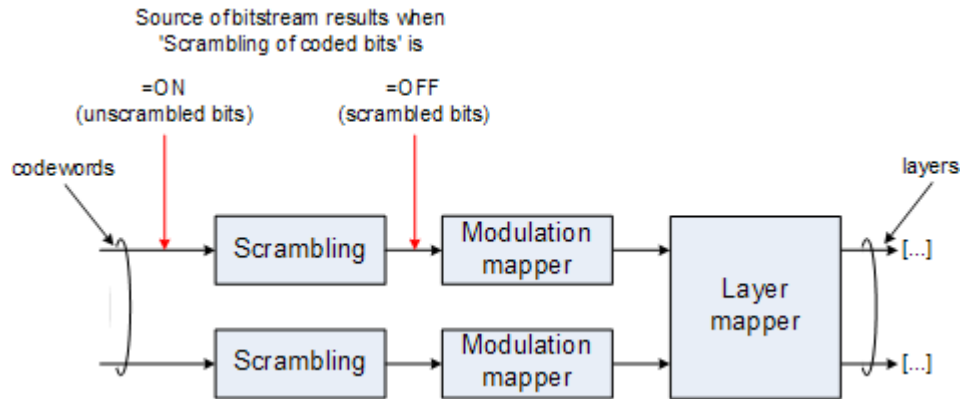 Source of bitstream results when
'Scrambling of coded bits' is
=ON
(unscrambled bits)
=OFF
(scrambled bits)
codewords
layers
Scrambling
Modulation
mapper
Layer
mapper
[...]
Scrambling
Modulation
mapper
[...]